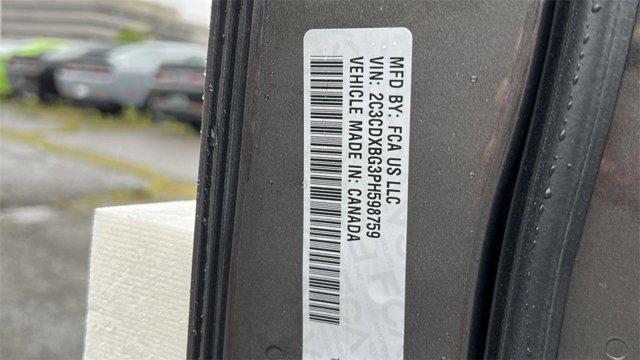 MFD BY: FCA US LLC
VIN: 2C3CDXBG3PH598759
VEHICLE MADE IN: CANADA